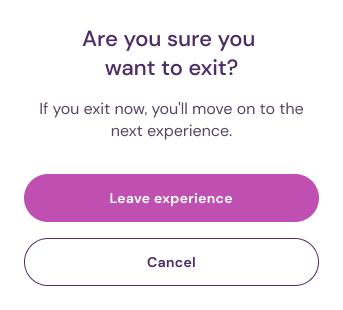 Are you sure you
want to exit?
If you exit now, you'll move on to the
next experience.
Leave experience
Cancel